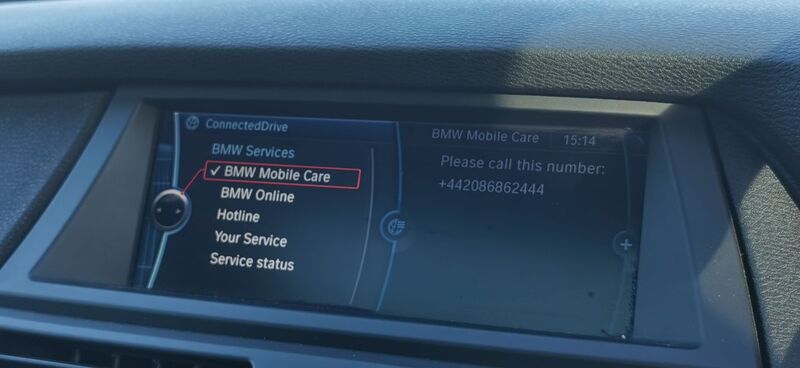 ConnectedDrive
BMW Services
✓ BMW Mobile Care
BMW Online
Hotline
Your Service
Service status
BMW Mobile Care 15:14
Please call this number:
+442086862444